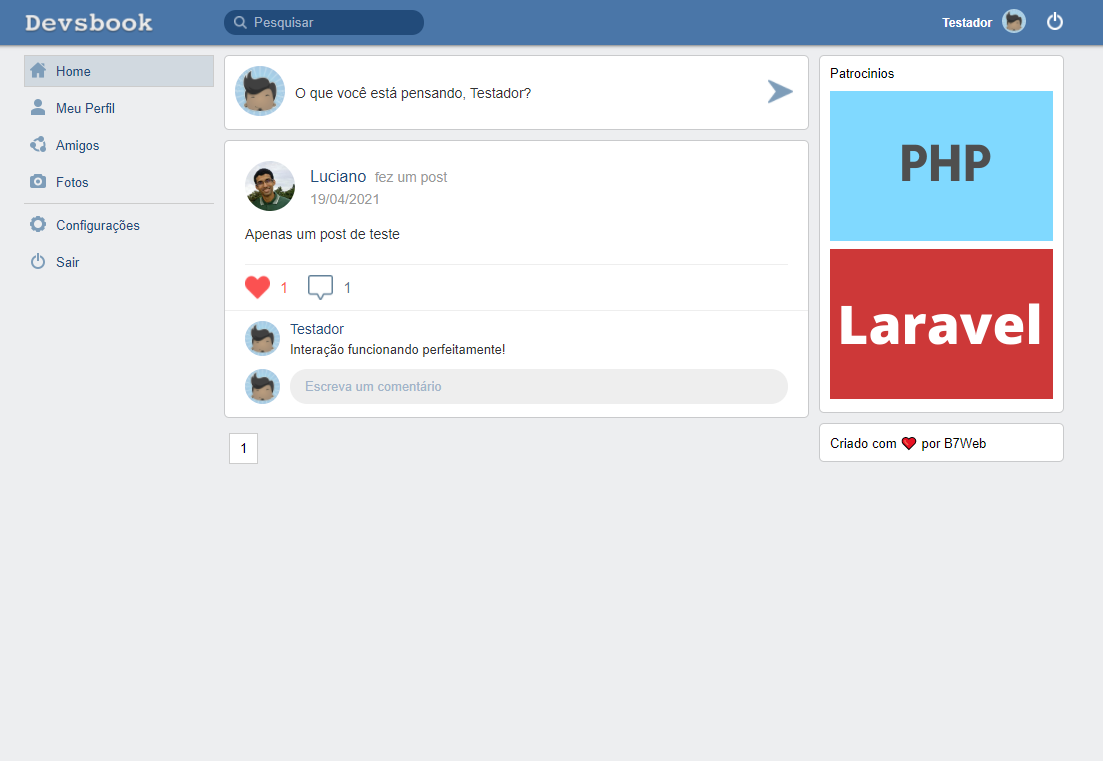 Devsbook
Pesquisar
Testador
Home
Meu Perfil
Amigos
Fotos
Configurações
Sair
O que você está pensando, Testador?
Luciano fez um post
19/04/2021
Apenas um post de teste
1 1
Testador
Interação funcionando perfeitamente!
Escreva um comentário
1
Patrocinios
PHP
Laravel
Criado com ❤️ por B7Web